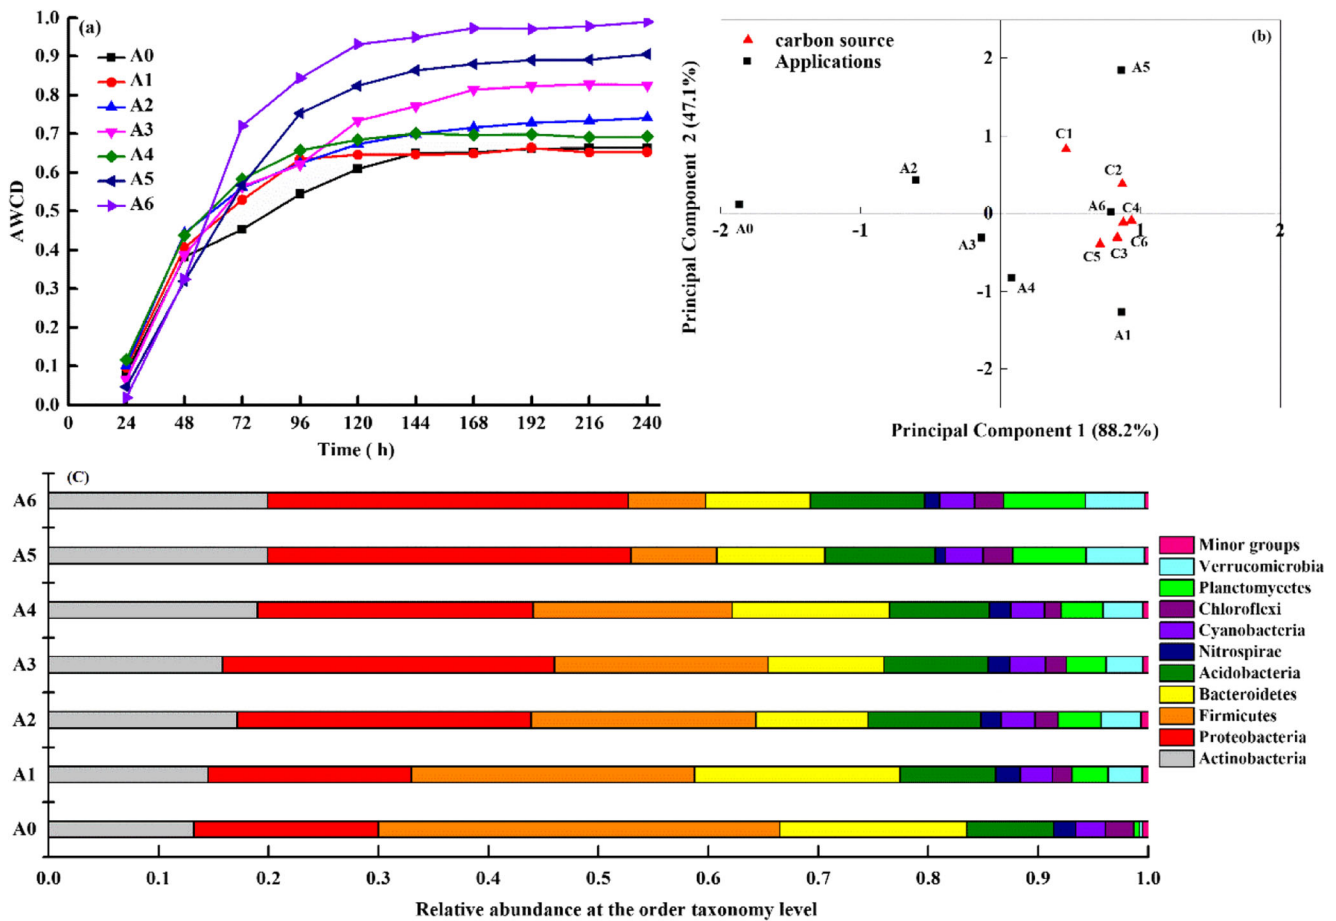 (a)
1.0
0.9
0.8
0.7
0.6
0.5
0.4
0.3
0.2
0.1
0.0
AWCD
A0
A1
A2
A3
A4
A5
A6
0 24 48 72 96 120 144 168 192 216 240
Time ( h)
(b)
carbon source
Applications
Principal Component 2 (47.1%)
2
1
0
-1
-2
-2 -1 1 2
A5
C1
C2
A2
A6 C4
A0
A3
C5 C3 C6
A4
A1
Principal Component 1 (88.2%)
(C)
A6
A5
A4
A3
A2
A1
A0
Minor groups
Verrucomicrobia
Planctomycetes
Chloroflexi
Cyanobacteria
Nitrospirae
Acidobacteria
Bacteroidetes
Firmicutes
Proteobacteria
Actinobacteria
0.0 0.1 0.2 0.3 0.4 0.5 0.6 0.7 0.8 0.9 1.0
Relative abundance at the order taxonomy level